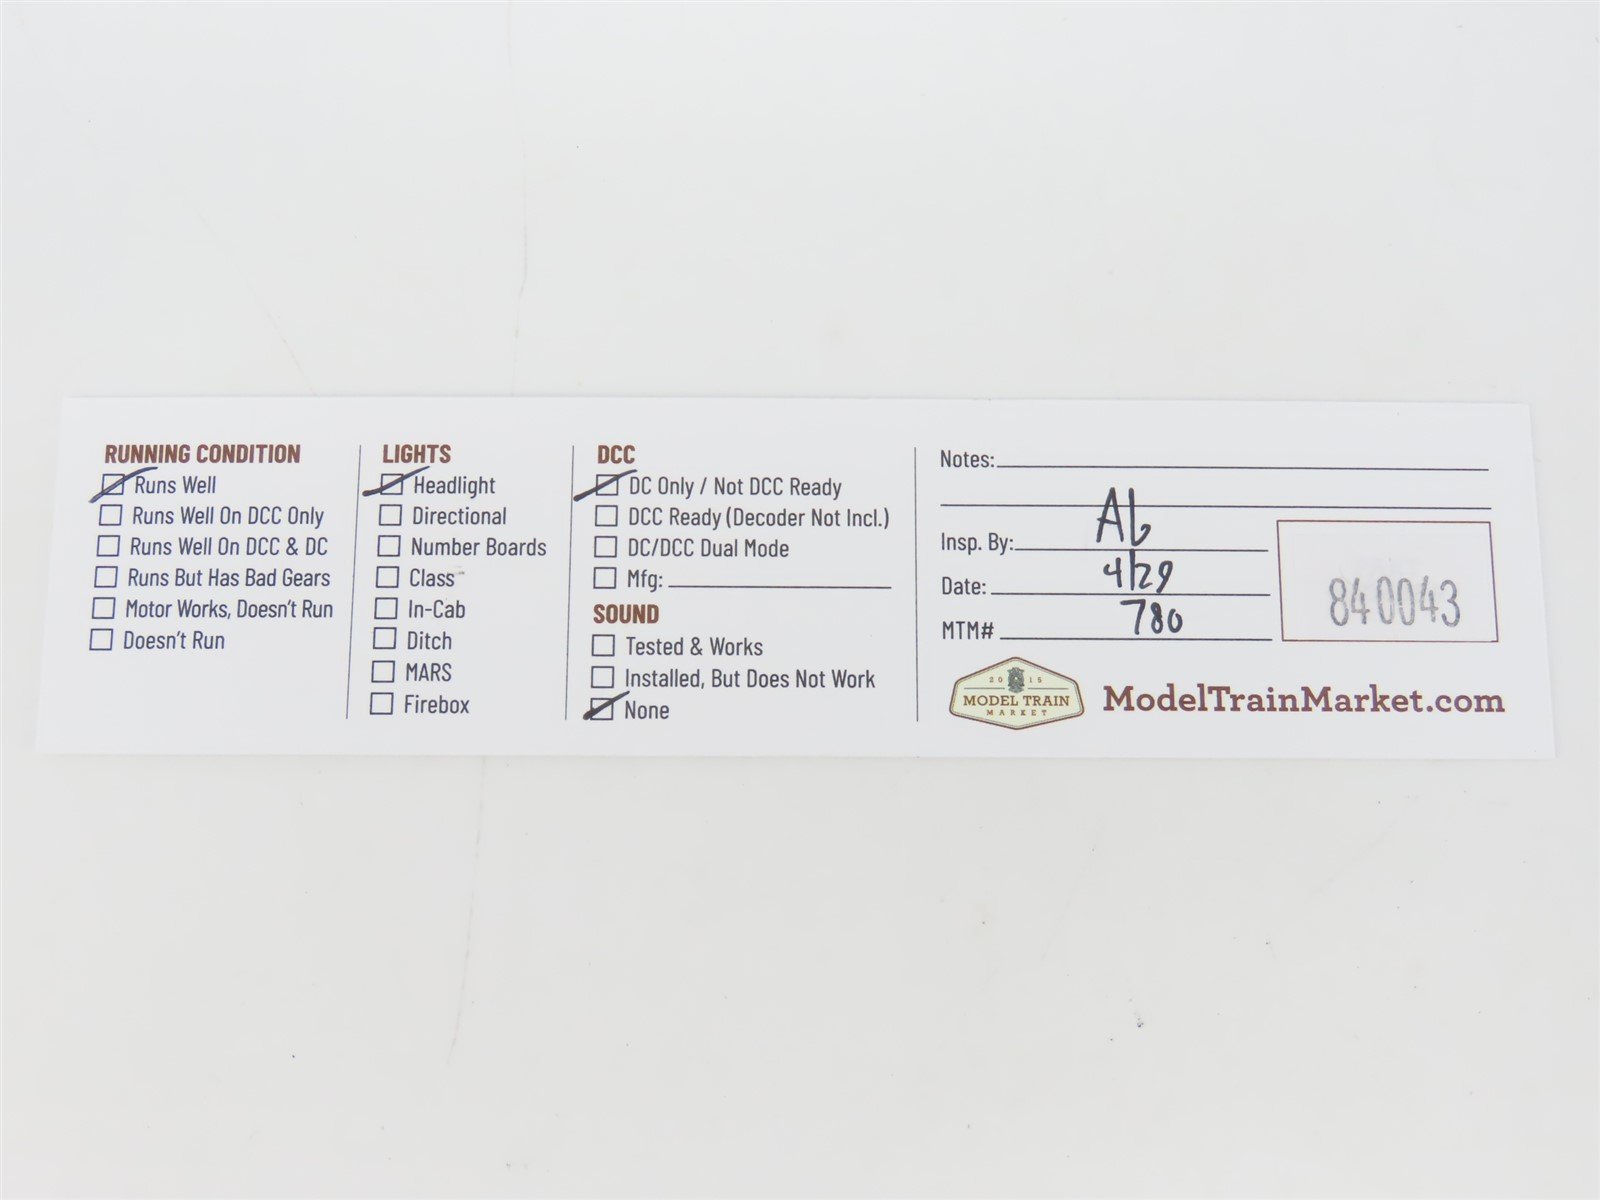 RUNNING CONDITION
Runs Well
Runs Well On DCC Only
Runs Well On DCC & DC
Runs But Has Bad Gears
Motor Works, Doesn't Run
Doesn't Run
LIGHTS
Headlight
Directional
Number Boards
Class
In-Cab
Ditch
MARS
Firebox
DCC
DC Only / Not DCC Ready
DCC Ready (Decoder Not Incl.)
DC/DCC Dual Mode
Mfg:
SOUND
Tested & Works
Installed, But Does Not Work
None
Notes:
Insp. By:
Date: 4/29
MTM# 780
840043
2015
MODEL TRAIN
MARKET
ModelTrainMarket.com